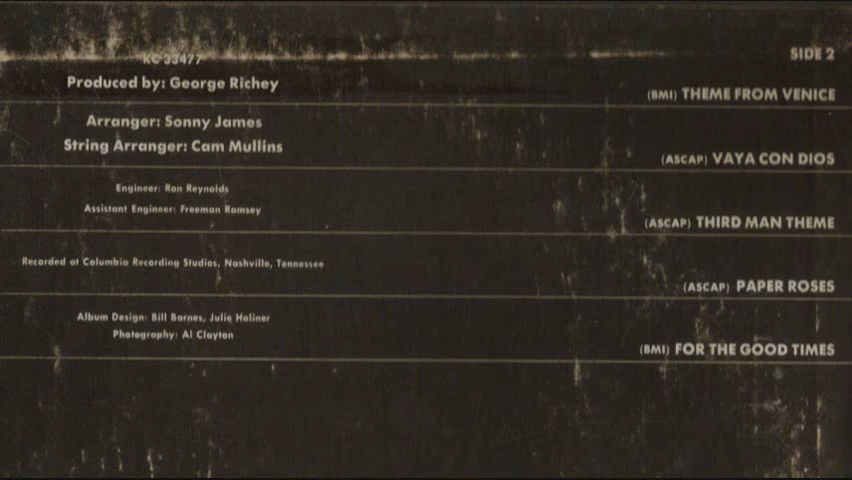 KC 33477
Produced by: George Richey
Arranger: Sonny James
String Arranger: Cam Mullins
Engineer: Ron Reynolds
Assistant Engineer: Freeman Ramsey
Recorded at Columbia Recording Studios, Nashville, Tennessee
Album Design: Bill Barnes, Julie Holiner
Photography: Al Clayton
SIDE 2
(BMI) THEME FROM VENICE
(ASCAP) VAYA CON DIOS
(ASCAP) THIRD MAN THEME
(ASCAP) PAPER ROSES
(BMI) FOR THE GOOD TIMES